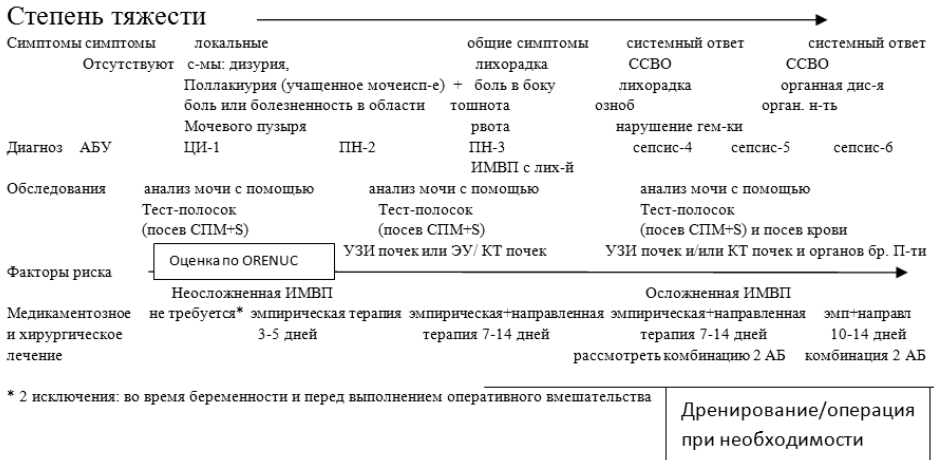 Степень тяжести
Симптомы симптомы локальные общие симптомы системный ответ системный ответ
Отсутствуют с-мы: дизурия, лихорадка ССВО ССВО
Поллакиурия (учащенное мочеисп-е) + боль в боку лихорадка органная дис-я
боль или болезненность в области тошнота озноб орган. н-ть
Мочевого пузыря рвота нарушение гем-ки
Диагноз АБУ ЦИ-1 ПН-2 ПН-3 сепсис-4 сепсис-5 сепсис-6
ИМВП с лих-й
Обследования анализ мочи с помощью анализ мочи с помощью анализ мочи с помощью
Тест-полосок Тест-полосок Тест-полосок
(посев СПМ+S) (посев СПМ+S) (посев СПМ+S) и посев крови
УЗИ почек или ЭУ/ КТ почек УЗИ почек и/или КТ почек и органов бр. П-ти
Оценка по ORENUC
Факторы риска
Неосложненная ИМВП Осложненная ИМВП
Медикаментозное не требуется* эмпирическая терапия эмпирическая+направленная эмпирическая+направленная эмп+направл
и хирургическое 3-5 дней терапия 7-14 дней терапия 7-14 дней 10-14 дней
лечение рассмотреть комбинацию 2 АБ комбинация 2 АБ
* 2 исключения: во время беременности и перед выполнением оперативного вмешательства
Дренирование/операция
при необходимости